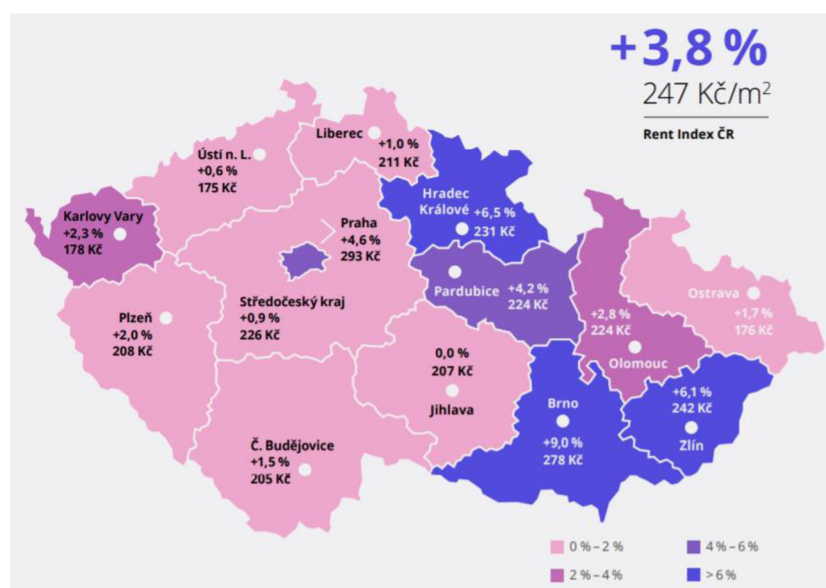 +3,8 %
247 Kč/m²
Rent Index ČR
Liberec
+1,0 %
211 Kč
Ústí n. L.
+0,6 %
175 Kč
Karlovy Vary
+2,3 %
178 Kč
Praha
+4,6 %
293 Kč
Hradec
Králové
+6,5 %
231 Kč
Pardubice
+4,2 %
224 Kč
Středočeský kraj
+0,9 %
226 Kč
Plzeň
+2,0 %
208 Kč
0,0 %
207 Kč
Jihlava
+2,8 %
224 Kč
Olomouc
Ostrava
+1,7 %
176 Kč
Č. Budějovice
+1,5 %
205 Kč
Brno
+9,0 %
278 Kč
+6,1 %
242 Kč
Zlín
0 % – 2 %
2 % – 4 %
4 % – 6 %
> 6 %